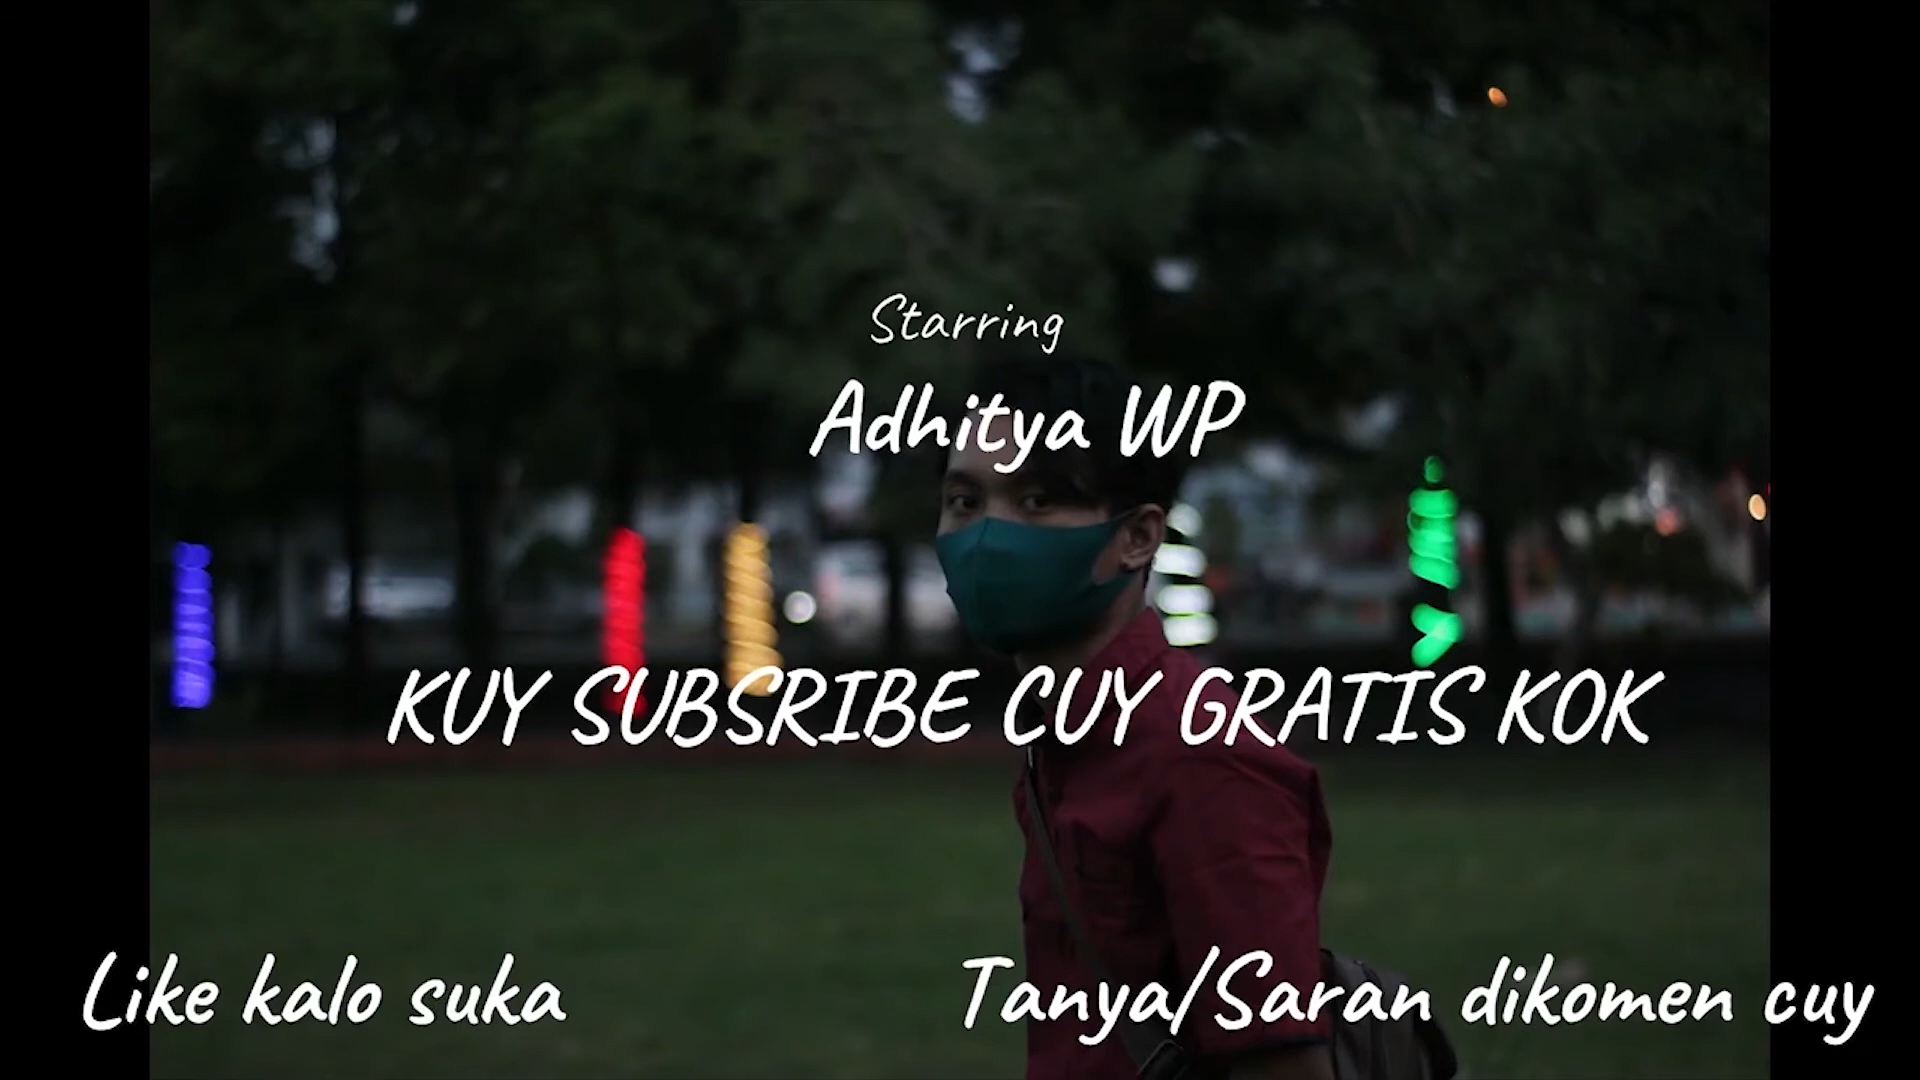 Starring
Adhitya WP
KUY SUBSRIBE CUY GRATIS KOK
Like kalo suka
Tanya/Saran dikomen cuy